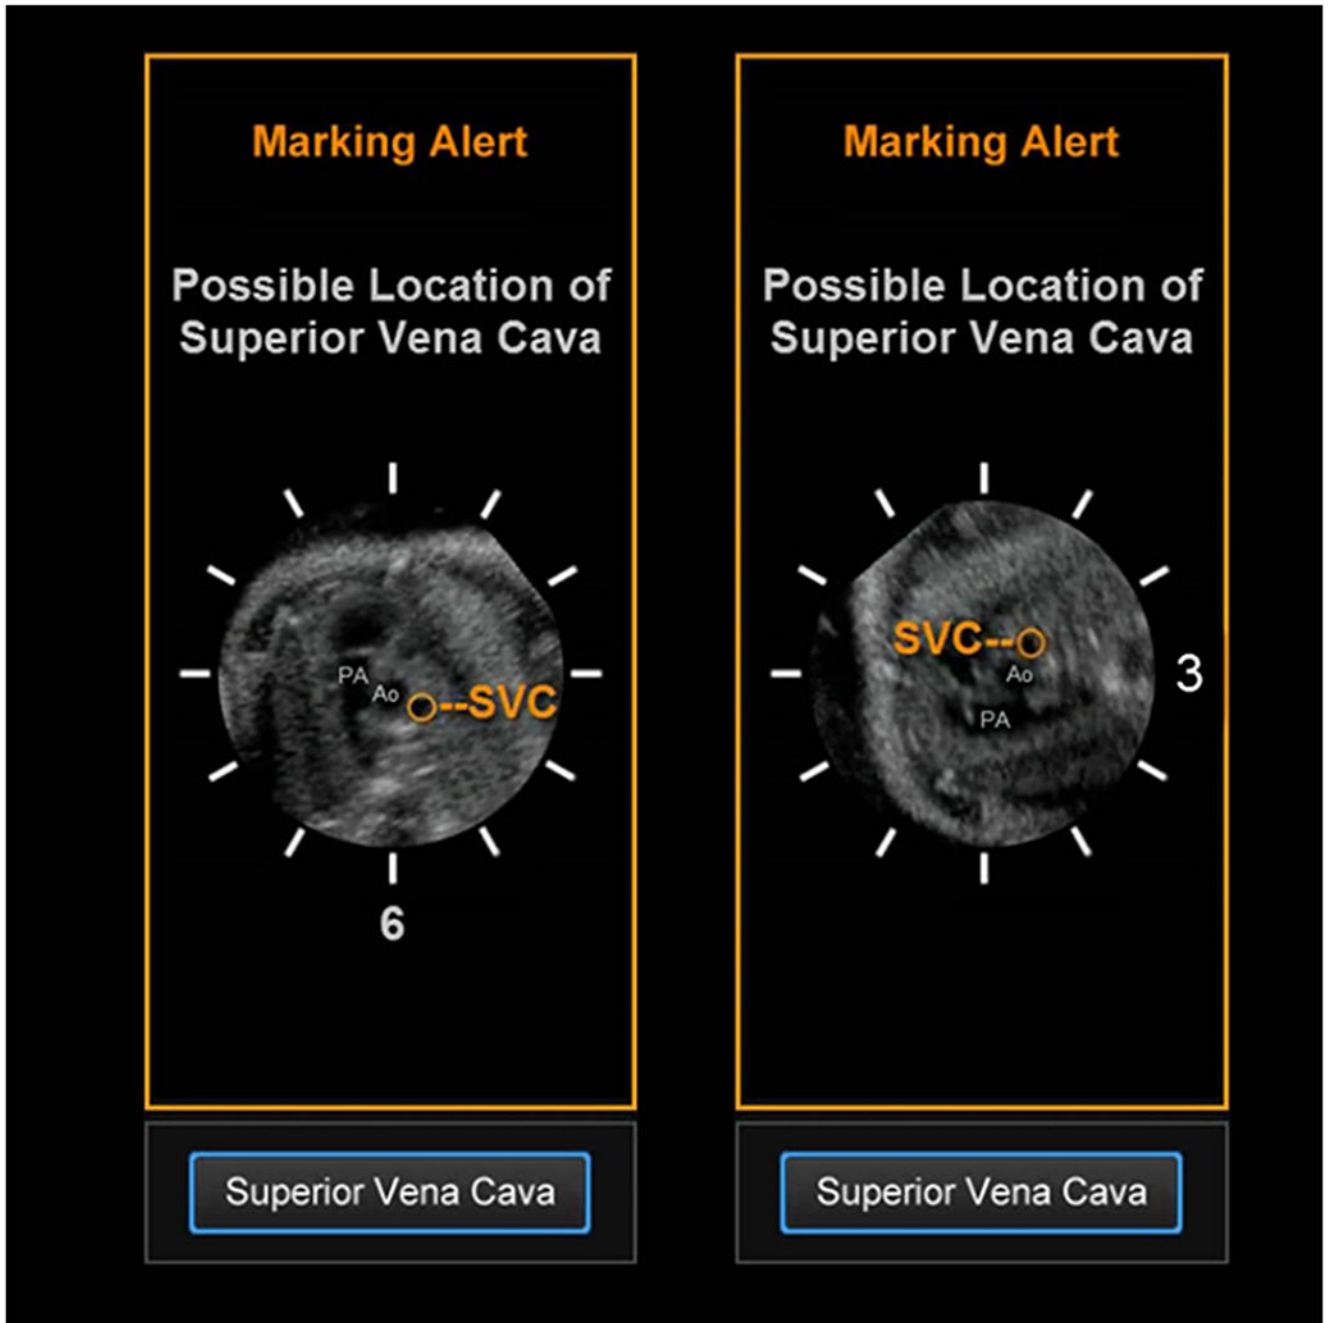 Marking Alert
Possible Location of
Superior Vena Cava
PA
Ao
--SVC
6
Superior Vena Cava
Marking Alert
Possible Location of
Superior Vena Cava
SVC--
Ao
PA
3
Superior Vena Cava